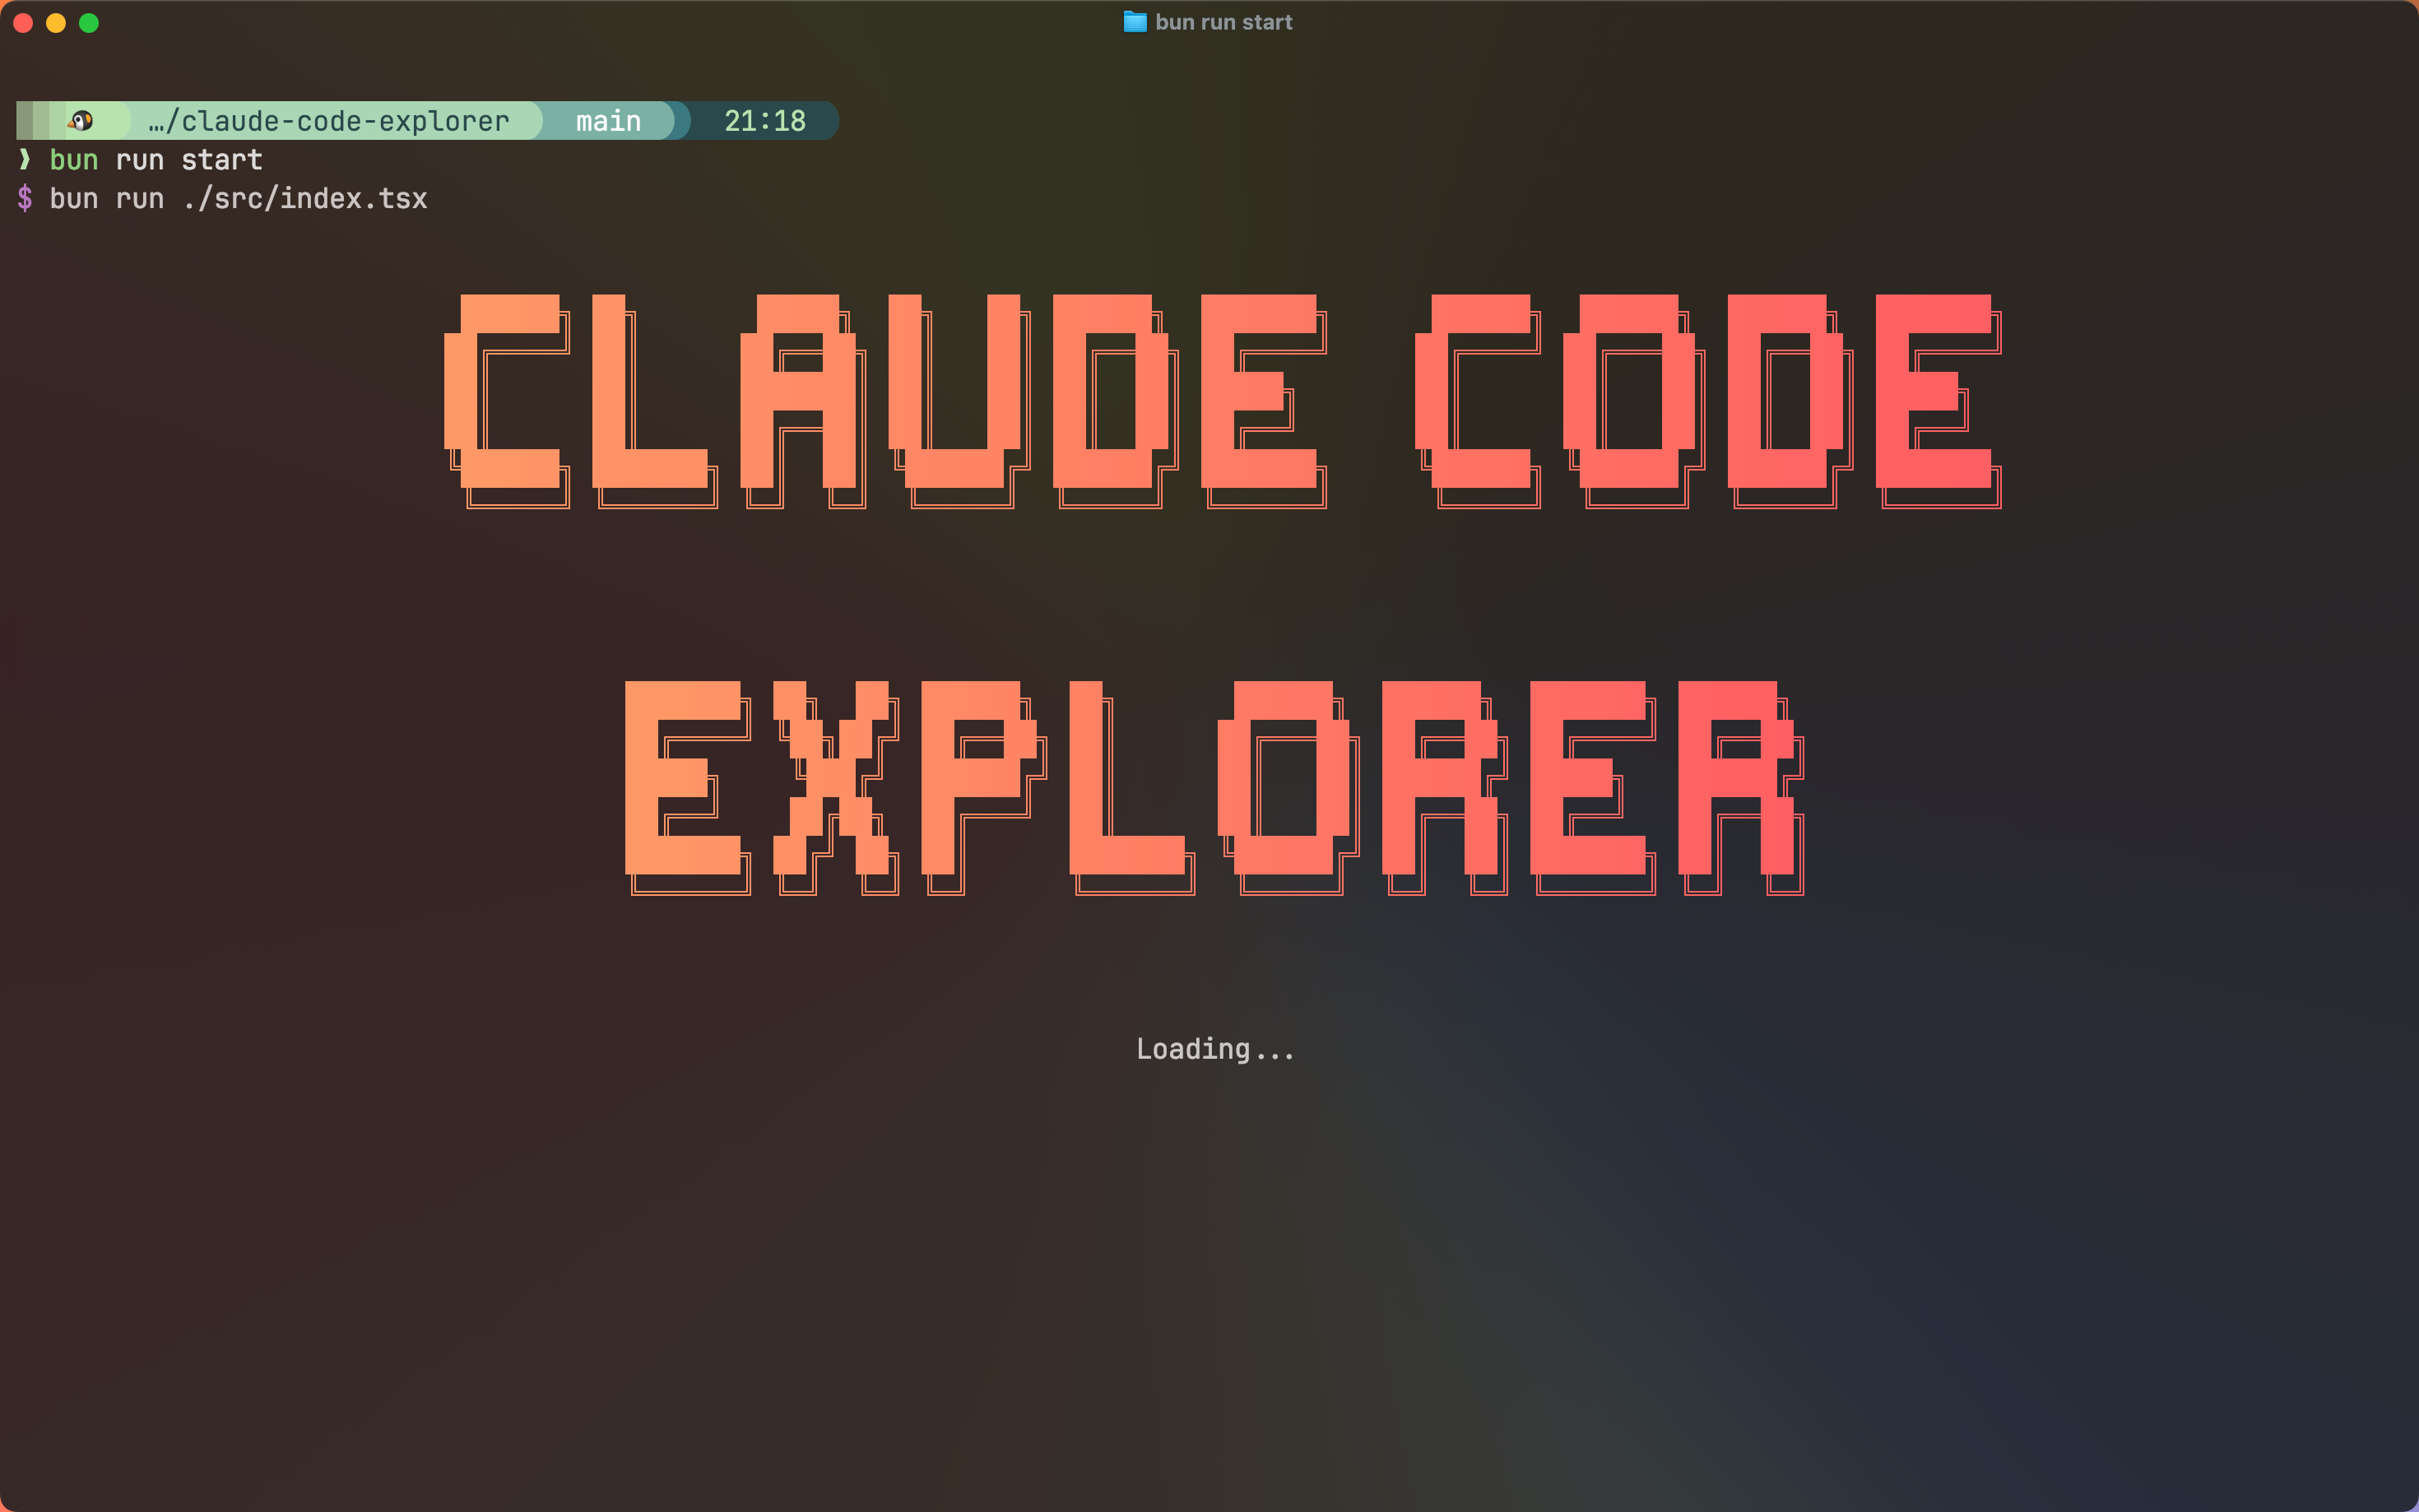 bun run start
…/claude-code-explorer main 21:18
❯ bun run start
$ bun run ./src/index.tsx
CLAUDE CODE
EXPLORER
Loading...